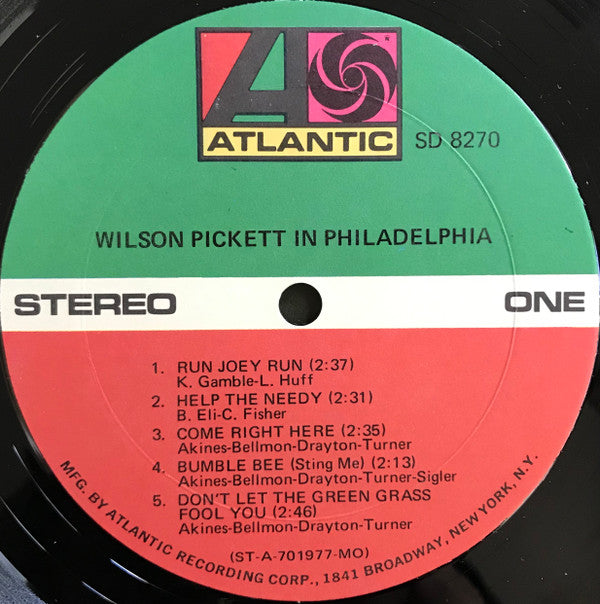 ATLANTIC SD 8270
WILSON PICKETT IN PHILADELPHIA
STEREO ONE
1. RUN JOEY RUN (2:37)
K. Gamble-L. Huff
2. HELP THE NEEDY (2:31)
B. Eli-C. Fisher
3. COME RIGHT HERE (2:35)
Akines-Bellmon-Drayton-Turner
4. BUMBLE BEE (Sting Me) (2:13)
Akines-Bellmon-Drayton-Turner-Sigler
5. DON'T LET THE GREEN GRASS
FOOL YOU (2:46)
Akines-Bellmon-Drayton-Turner
(ST-A-701977-MO)
MFG. BY ATLANTIC RECORDING CORP., 1841 BROADWAY, NEW YORK, N.Y.